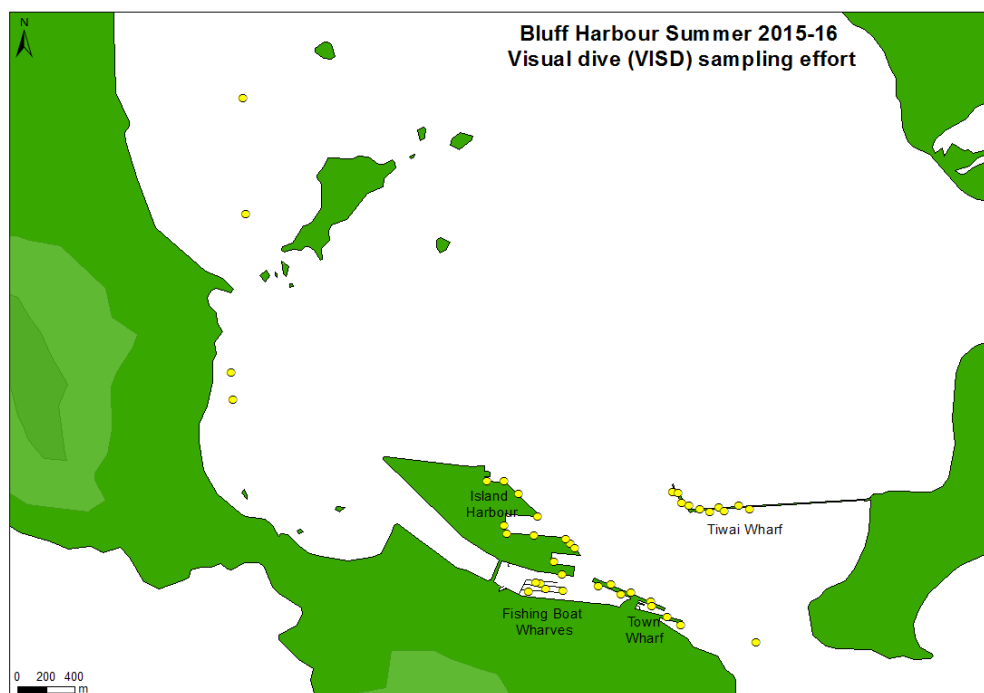 Bluff Harbour Summer 2015-16
Visual dive (VISD) sampling effort
N
Island
Harbour
Tiwai Wharf
Fishing Boat
Wharves
Town
Wharf
0 200 400
m